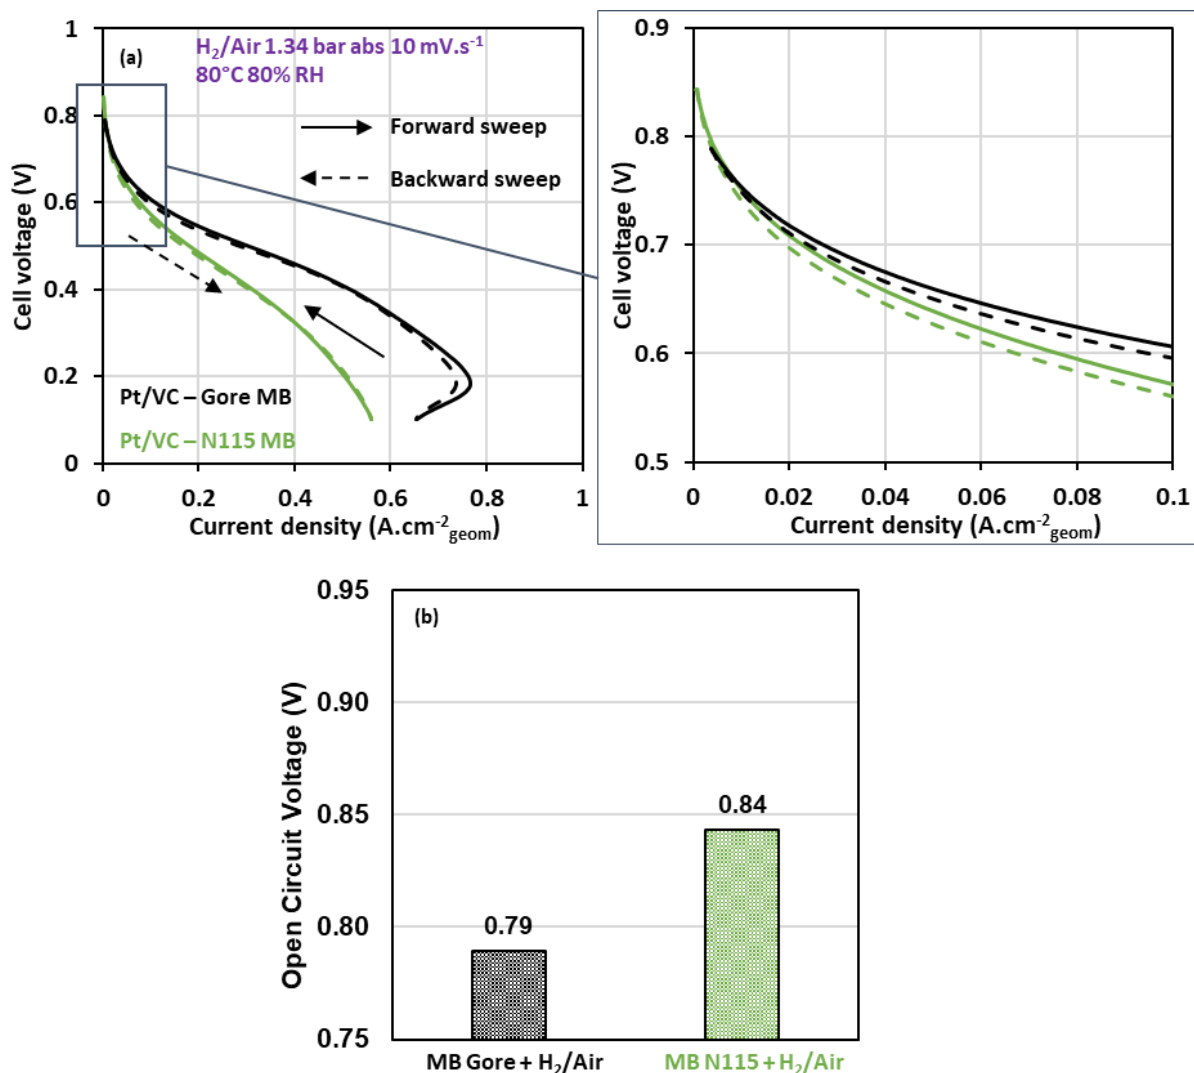 (a)
H₂/Air 1.34 bar abs 10 mV.s⁻¹
80°C 80% RH
Forward sweep
Backward sweep
Pt/VC – Gore MB
Pt/VC – N115 MB
Cell voltage (V)
1
0.8
0.6
0.4
0.2
0
0 0.2 0.4 0.6 0.8 1
Current density (A.cm⁻²geom)
Cell voltage (V)
0.9
0.8
0.7
0.6
0.5
0 0.02 0.04 0.06 0.08 0.1
Current density (A.cm⁻²geom)
(b)
Open Circuit Voltage (V)
0.95
0.90
0.85
0.80
0.75
0.79
0.84
MB Gore + H₂/Air MB N115 + H₂/Air